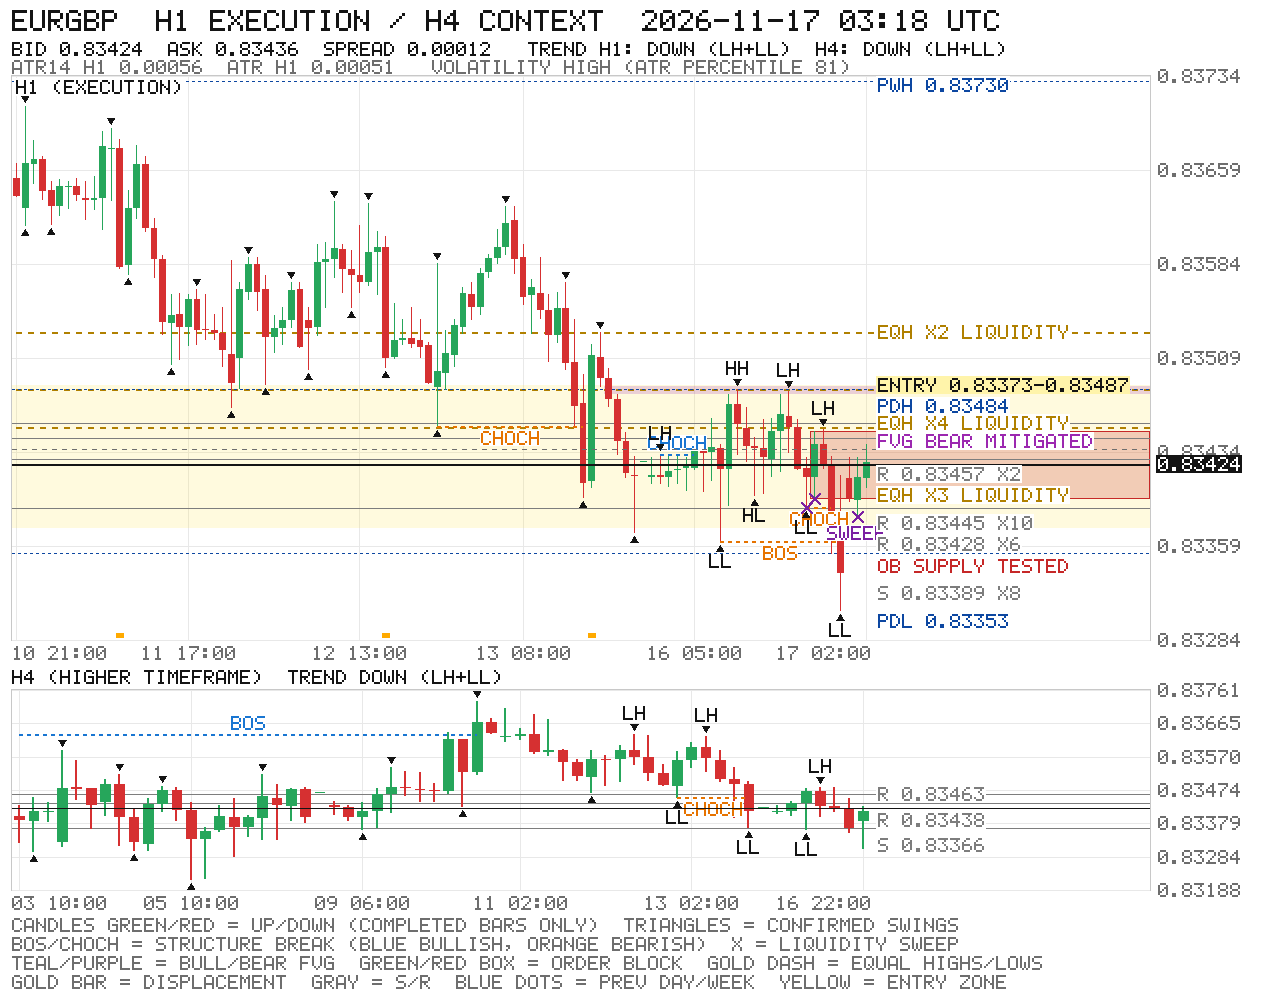 EURGBP  H1 EXECUTION / H4 CONTEXT  2026-11-17 03:18 UTC
BID 0.83424  ASK 0.83436  SPREAD 0.00012   TREND H1: DOWN (LH+LL)  H4: DOWN (LH+LL)
ATR14 H1 0.00056  ATR H1 0.00051   VOLATILITY HIGH (ATR PERCENTILE 81)
0.83734
H1 (EXECUTION)
PWH 0.83730
0.83659
0.83584
EQH X2 LIQUIDITY
0.83509
HH
LH
ENTRY 0.83373-0.83487
PDH 0.83484
LH
EQH X4 LIQUIDITY
CHOCH
LH
CHOCH
FVG BEAR MITIGATED
0.83434
0.83424
R 0.83457 X2
EQH X3 LIQUIDITY
HL
CHOCH
LL
R 0.83445 X10
SWEEP
R 0.83428 X6
0.83359
BOS
LL
OB SUPPLY TESTED
S 0.83389 X8
PDL 0.83353
LL
0.83284
10 21:00  11 17:00  12 13:00  13 08:00  16 05:00  17 02:00
H4 (HIGHER TIMEFRAME)  TREND DOWN (LH+LL)
0.83761
BOS
LH
LH
0.83665
0.83570
LH
0.83474
R 0.83463
CHOCH
LL
R 0.83438
0.83379
LL
LL
S 0.83366
0.83284
0.83188
03 10:00  05 10:00  09 06:00  11 02:00  13 02:00  16 22:00
CANDLES GREEN/RED = UP/DOWN (COMPLETED BARS ONLY)  TRIANGLES = CONFIRMED SWINGS
BOS/CHOCH = STRUCTURE BREAK (BLUE BULLISH, ORANGE BEARISH)  X = LIQUIDITY SWEEP
TEAL/PURPLE = BULL/BEAR FVG  GREEN/RED BOX = ORDER BLOCK  GOLD DASH = EQUAL HIGHS/LOWS
GOLD BAR = DISPLACEMENT  GRAY = S/R  BLUE DOTS = PREV DAY/WEEK  YELLOW = ENTRY ZONE